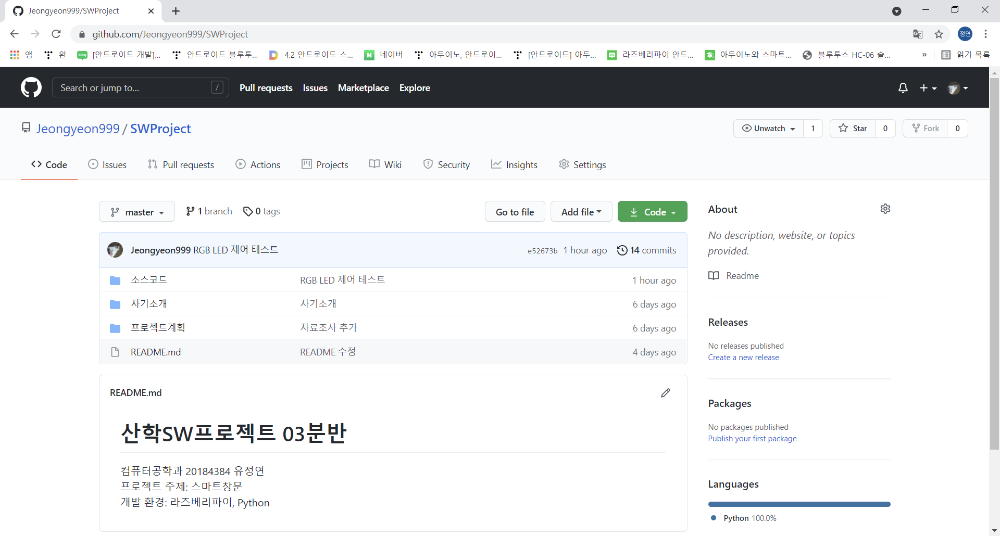 Jeongyeon999/SWProject
github.com/Jeongyeon999/SWProject
정연
앱
완
blog [안드로이드 개발]...
안드로이드 블루투...
4.2 안드로이드 스...
네이버
아두이노, 안드로이...
[안드로이드] 아두...
라즈베리파이 안드...
아두이노와 스마트...
블루투스 HC-06 슬...
»
읽기 목록
Search or jump to... /
Pull requests
Issues
Marketplace
Explore
Jeongyeon999 / SWProject
Unwatch 1
Star 0
Fork 0
Code
Issues
Pull requests
Actions
Projects
Wiki
Security
Insights
Settings
master
1 branch
0 tags
Go to file
Add file
Code
Jeongyeon999 RGB LED 제어 테스트
e52673b 1 hour ago
14 commits
소스코드 RGB LED 제어 테스트 1 hour ago
자기소개 자기소개 6 days ago
프로젝트계획 자료조사 추가 6 days ago
README.md README 수정 4 days ago
README.md
산학SW프로젝트 03분반
컴퓨터공학과 20184384 유정연
프로젝트 주제: 스마트창문
개발 환경: 라즈베리파이, Python
About
No description, website, or topics
provided.
Readme
Releases
No releases published
Create a new release
Packages
No packages published
Publish your first package
Languages
Python 100.0%